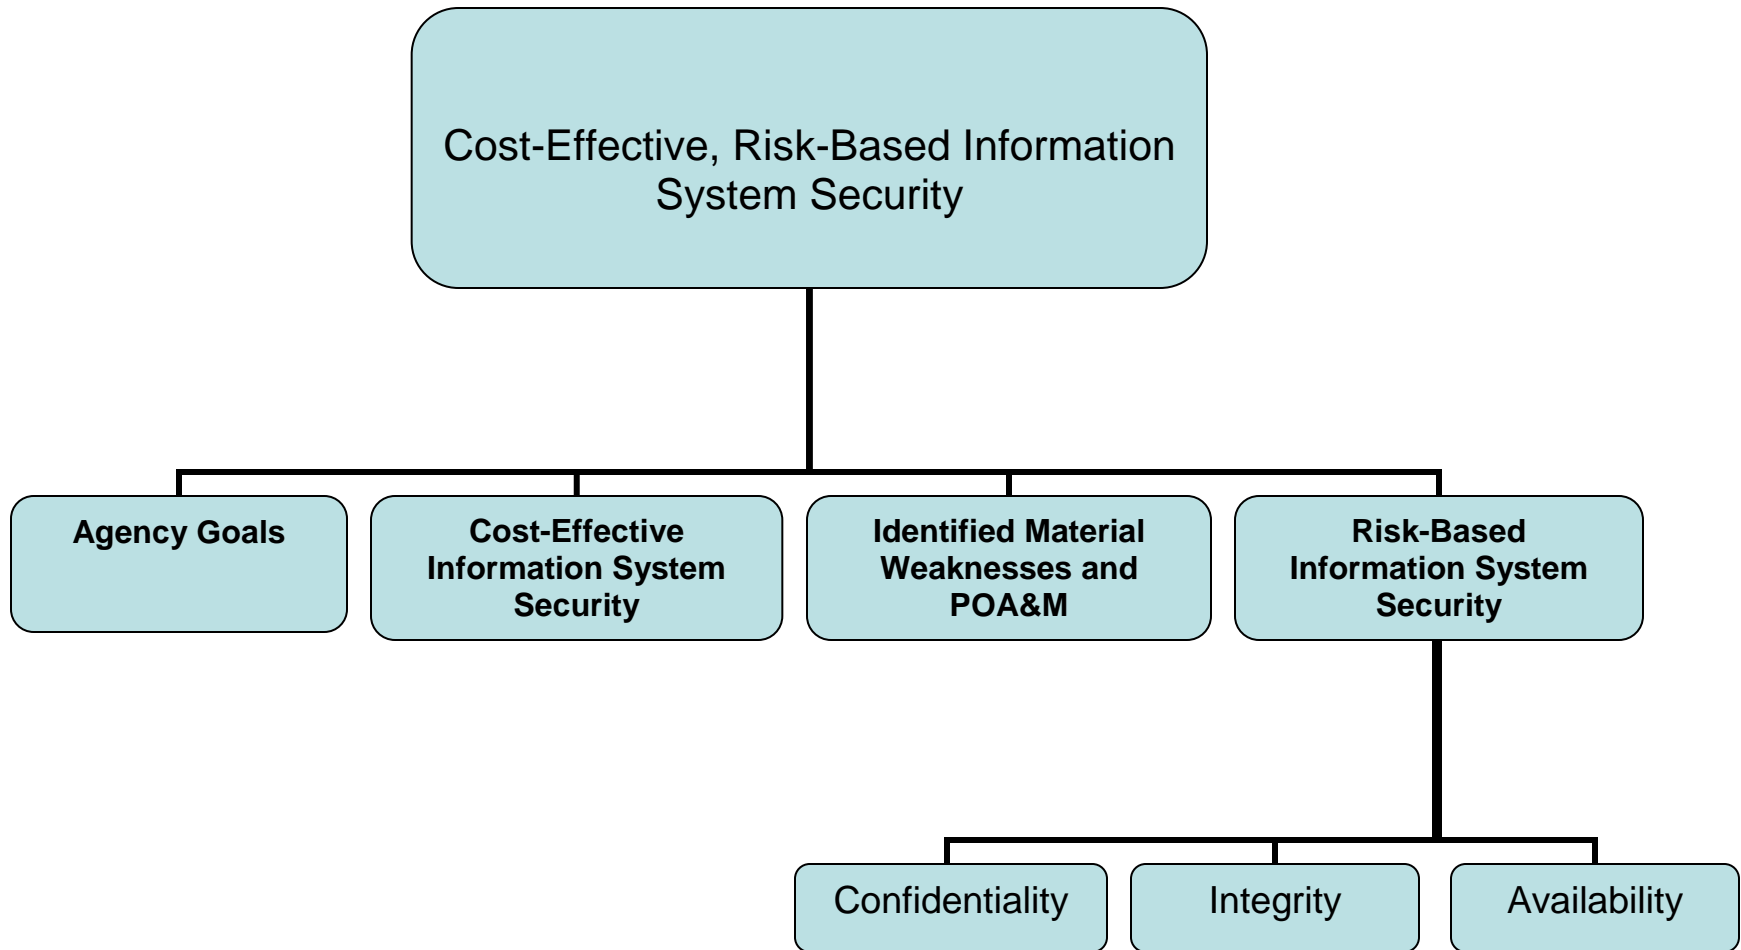 Cost-Effective, Risk-Based Information
System Security
Agency Goals
Cost-Effective
Information System
Security
Identified Material
Weaknesses and
POA&M
Risk-Based
Information System
Security
Confidentiality
Integrity
Availability